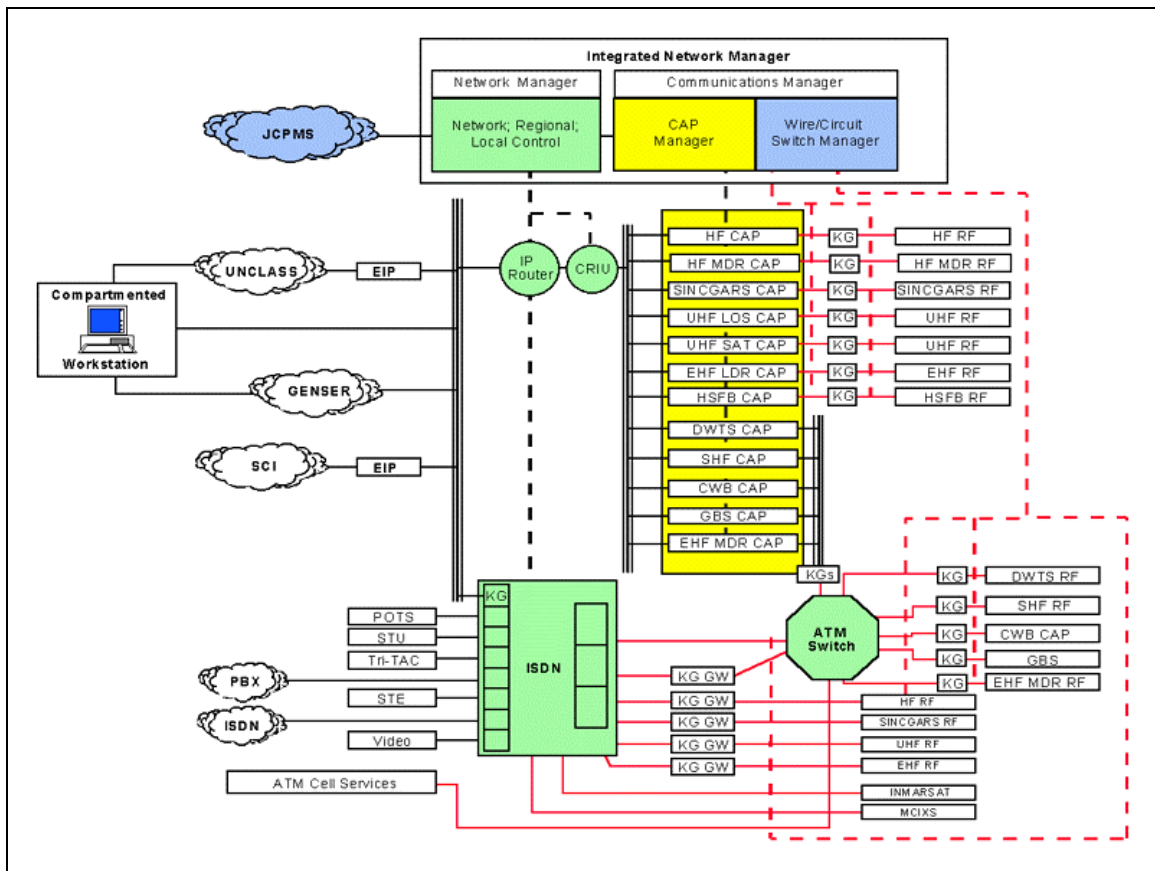 Integrated Network Manager
Network Manager
Communications Manager
JCPMS
Network; Regional;
Local Control
CAP
Manager
Wire/Circuit
Switch Manager
UNCLASS
EIP
IP
Router
CRIU
HF CAP
KG
HF RF
HF MDR CAP
KG
HF MDR RF
SINCGARS CAP
KG
SINCGARS RF
UHF LOS CAP
KG
UHF RF
UHF SAT CAP
KG
UHF RF
EHF LDR CAP
KG
EHF RF
HSFB CAP
KG
HSFB RF
Compartmented
Workstation
GENSER
SCI
EIP
DWTS CAP
SHF CAP
CWB CAP
GBS CAP
EHF MDR CAP
KGs
ATM
Switch
KG
DWTS RF
KG
SHF RF
KG
CWB CAP
KG
GBS
KG
EHF MDR RF
KG
ISDN
POTS
STU
Tri-TAC
PBX
STE
ISDN
Video
ATM Cell Services
KG GW
KG GW
HF RF
KG GW
SINCGARS RF
KG GW
UHF RF
KG GW
EHF RF
INMARSAT
MCIXS